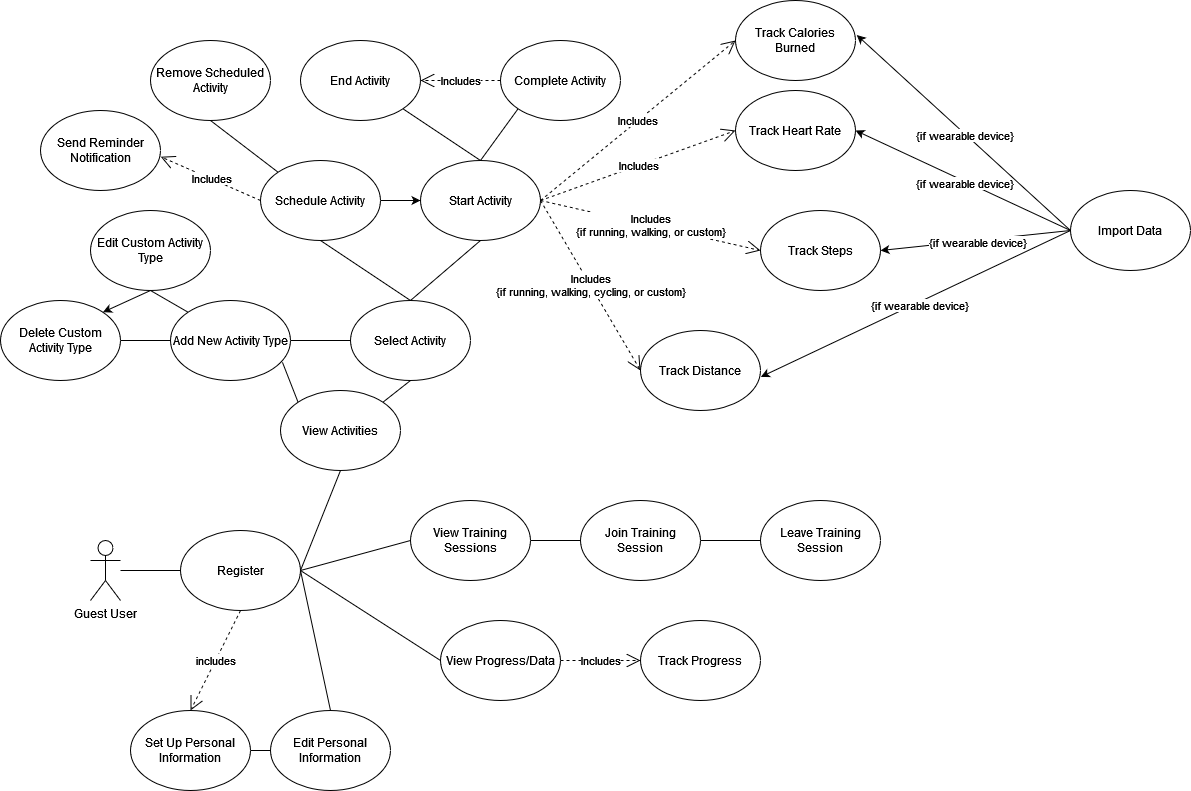 Track Calories
Burned
Remove Scheduled
Activity
End Activity
Includes
Complete Activity
Includes
Track Heart Rate
{if wearable device}
Send Reminder
Notification
Includes
Includes
{if wearable device}
Schedule Activity
Start Activity
Includes
{if running, walking, or custom}
Import Data
Edit Custom Activity
Type
Track Steps
{if wearable device}
Includes
{if running, walking, cycling, or custom}
{if wearable device}
Delete Custom
Activity Type
Add New Activity Type
Select Activity
Track Distance
View Activities
View Training
Sessions
Join Training
Session
Leave Training
Session
Register
Guest User
includes
View Progress/Data
Includes
Track Progress
Set Up Personal
Information
Edit Personal
Information